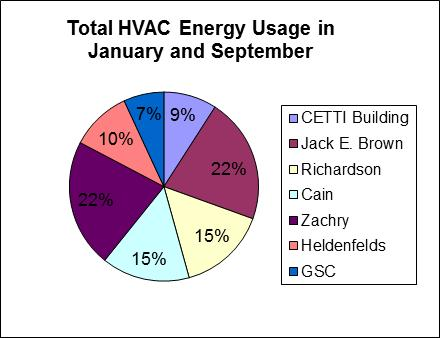 Total HVAC Energy Usage in
January and September
7%
9%
10%
22%
22%
15%
15%
CETTI Building
Jack E. Brown
Richardson
Cain
Zachry
Heldenfelds
GSC